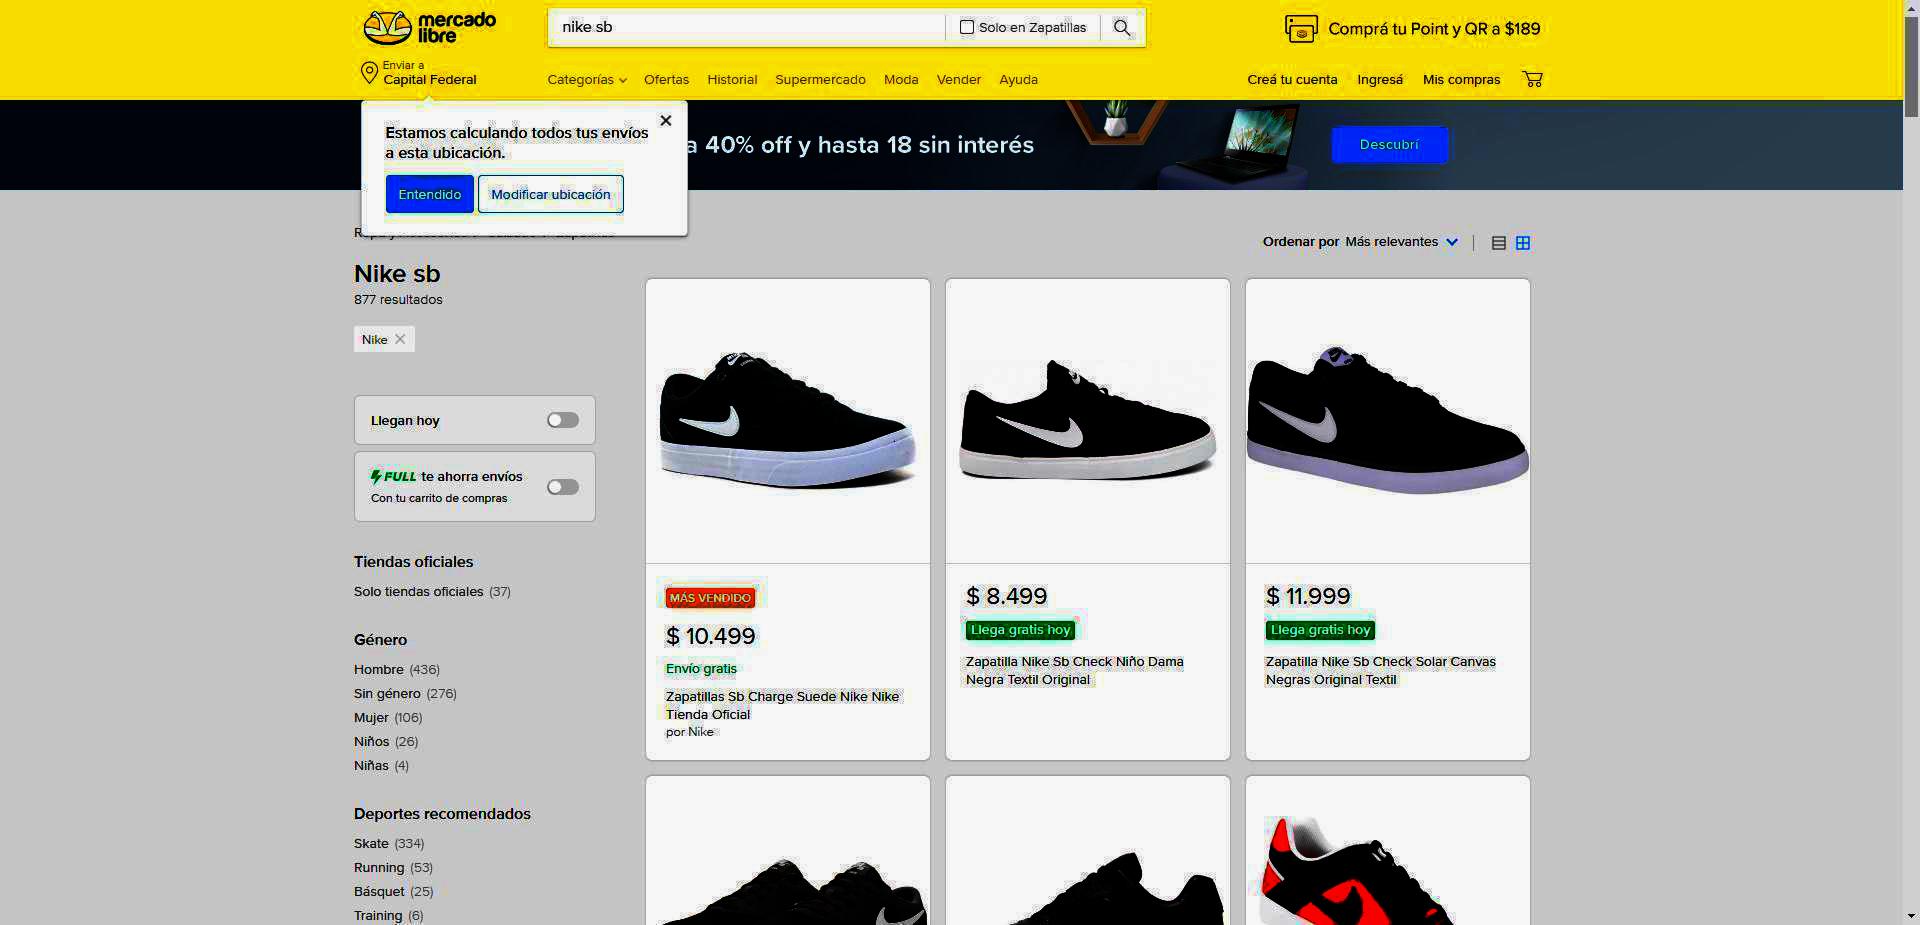 mercado
libre
nike sb
Solo en Zapatillas
Comprá tu Point y QR a $189
Enviar a
Capital Federal
Categorías
Ofertas
Historial
Supermercado
Moda
Vender
Ayuda
Creá tu cuenta
Ingresá
Mis compras
Estamos calculando todos tus envíos
a esta ubicación.
Entendido
Modificar ubicación
a 40% off y hasta 18 sin interés
Descubrí
Ordenar por Más relevantes
Nike sb
877 resultados
Nike
Llegan hoy
FULL te ahorra envíos
Con tu carrito de compras
Tiendas oficiales
Solo tiendas oficiales (37)
Género
Hombre (436)
Sin género (276)
Mujer (106)
Niños (26)
Niñas (4)
Deportes recomendados
Skate (334)
Running (53)
Básquet (25)
Training (6)
MÁS VENDIDO
$ 10.499
Envío gratis
Zapatillas Sb Charge Suede Nike Nike
Tienda Oficial
por Nike
$ 8.499
Llega gratis hoy
Zapatilla Nike Sb Check Niño Dama
Negra Textil Original
$ 11.999
Llega gratis hoy
Zapatilla Nike Sb Check Solar Canvas
Negras Original Textil